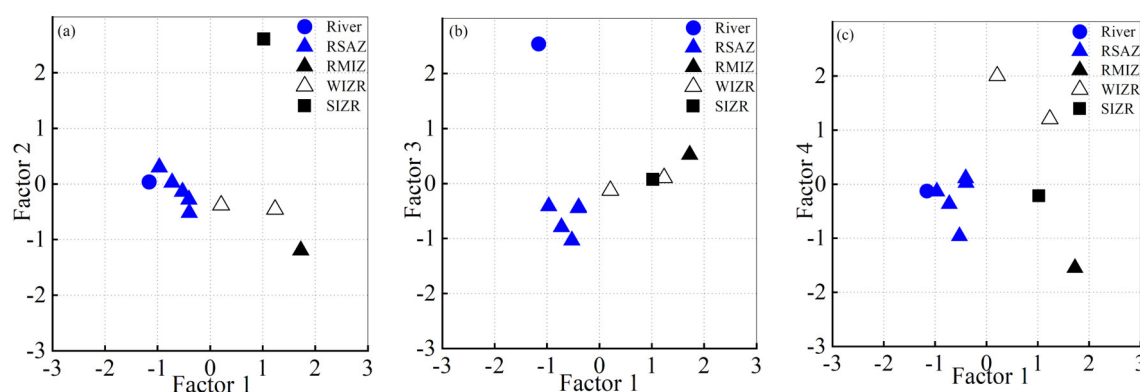 (a)
River
RSAZ
RMIZ
WIZR
SIZR
2
1
0
-1
-2
-3
Factor 2
-3 -2 -1 0 1 2 3
Factor 1
(b)
River
RSAZ
RMIZ
WIZR
SIZR
2
1
0
-1
-2
-3
Factor 3
-3 -2 -1 0 1 2 3
Factor 1
(c)
River
RSAZ
RMIZ
WIZR
SIZR
2
1
0
-1
-2
-3
Factor 4
-3 -2 -1 0 1 2 3
Factor 1